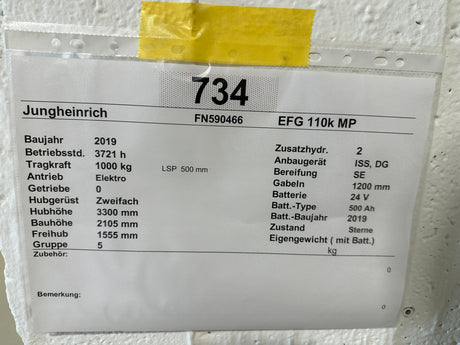 734
Jungheinrich FN590466 EFG 110k MP
Baujahr 2019 Zusatzhydr. 2
Betriebsstd. 3721 h Anbaugerät ISS, DG
Tragkraft 1000 kg LSP 500 mm Bereifung SE
Antrieb Elektro Gabeln 1200 mm
Getriebe 0 Batterie 24 V
Hubgerüst Zweifach Batt.-Type 500 Ah
Hubhöhe 3300 mm Batt.-Baujahr 2019
Bauhöhe 2105 mm Zustand Sterne
Freihub 1555 mm Eigengewicht ( mit Batt.)
Gruppe 5 kg
Zubehör:
0
Bemerkung:
0